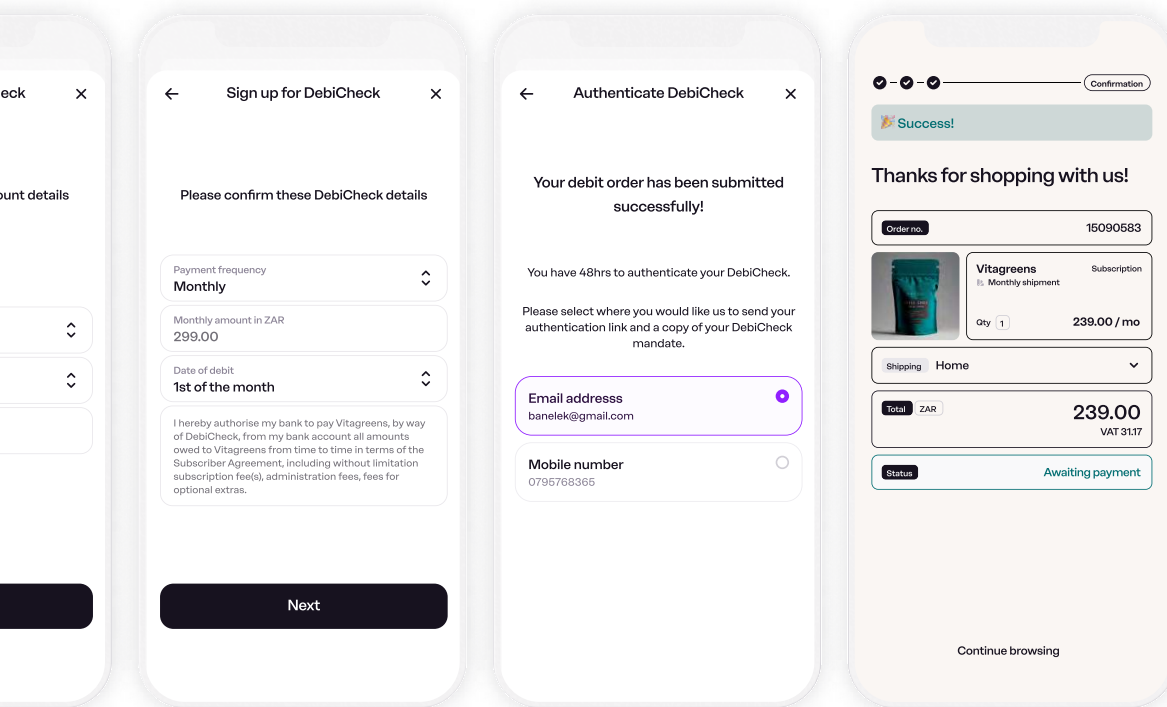 eck
ount details
Sign up for DebiCheck
Please confirm these DebiCheck details
Payment frequency
Monthly
Monthly amount in ZAR
299.00
Date of debit
1st of the month
I hereby authorise my bank to pay Vitagreens, by way
of DebiCheck, from my bank account all amounts
owed to Vitagreens from time to time in terms of the
Subscriber Agreement, including without limitation
subscription fee(s), administration fees, fees for
optional extras.
Next
Authenticate DebiCheck
Your debit order has been submitted
successfully!
You have 48hrs to authenticate your DebiCheck.
Please select where you would like us to send your
authentication link and a copy of your DebiCheck
mandate.
Email addresss
banelek@gmail.com
Mobile number
0795768365
Confirmation
Success!
Thanks for shopping with us!
Order no. 15090583
Vitagreens Subscription
Monthly shipment
Qty 1 239.00 / mo
Shipping Home
Total ZAR 239.00
VAT 31.17
Status Awaiting payment
Continue browsing